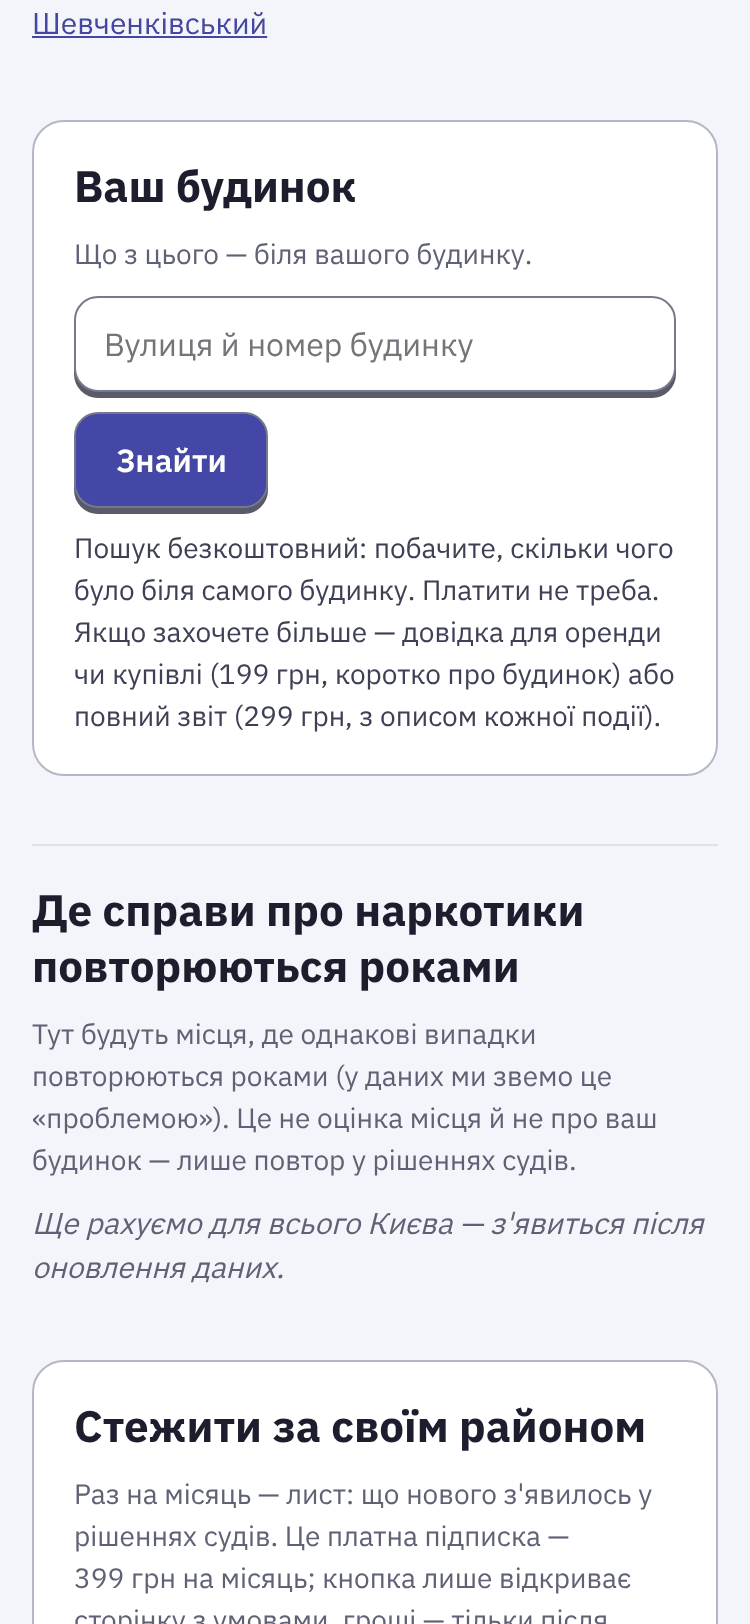 Шевченківський
Ваш будинок
Що з цього — біля вашого будинку.
Вулиця й номер будинку
Знайти
Пошук безкоштовний: побачите, скільки чого
було біля самого будинку. Платити не треба.
Якщо захочете більше — довідка для оренди
чи купівлі (199 грн, коротко про будинок) або
повний звіт (299 грн, з описом кожної події).
Де справи про наркотики
повторюються роками
Тут будуть місця, де однакові випадки
повторюються роками (у даних ми звемо це
«проблемою»). Це не оцінка місця й не про ваш
будинок — лише повтор у рішеннях судів.
Ще рахуємо для всього Києва — з'явиться після
оновлення даних.
Стежити за своїм районом
Раз на місяць — лист: що нового з'явилось у
рішеннях судів. Це платна підписка —
399 грн на місяць; кнопка лише відкриває
сторінку з умовами, гроші — тільки після